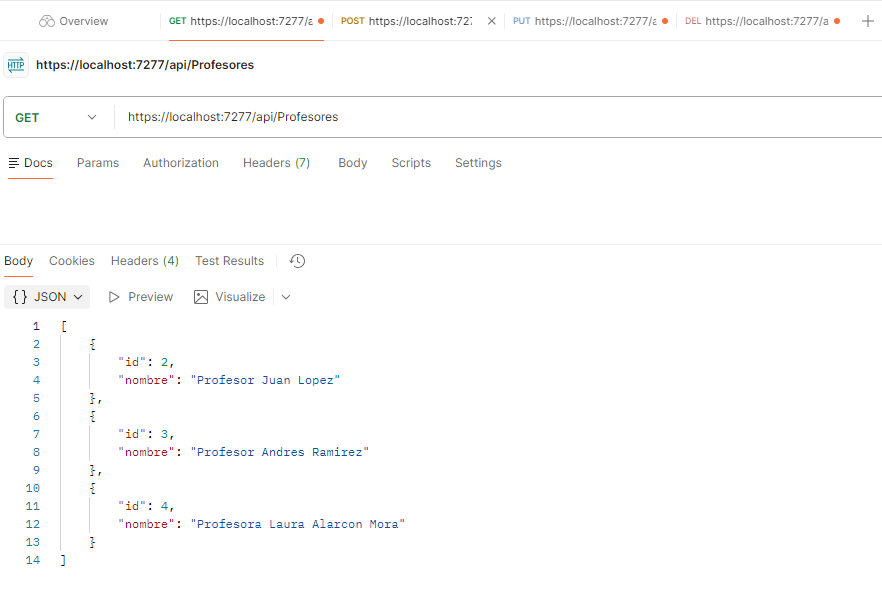 Overview GET https://localhost:7277/a POST https://localhost:727 PUT https://localhost:7277/a DEL https://localhost:7277/a
HTTP https://localhost:7277/api/Profesores
GET https://localhost:7277/api/Profesores
Docs Params Authorization Headers (7) Body Scripts Settings
Body Cookies Headers (4) Test Results
{} JSON Preview Visualize
1 [
2 {
3 "id": 2,
4 "nombre": "Profesor Juan Lopez"
5 },
6 {
7 "id": 3,
8 "nombre": "Profesor Andres Ramirez"
9 },
10 {
11 "id": 4,
12 "nombre": "Profesora Laura Alarcon Mora"
13 }
14 ]